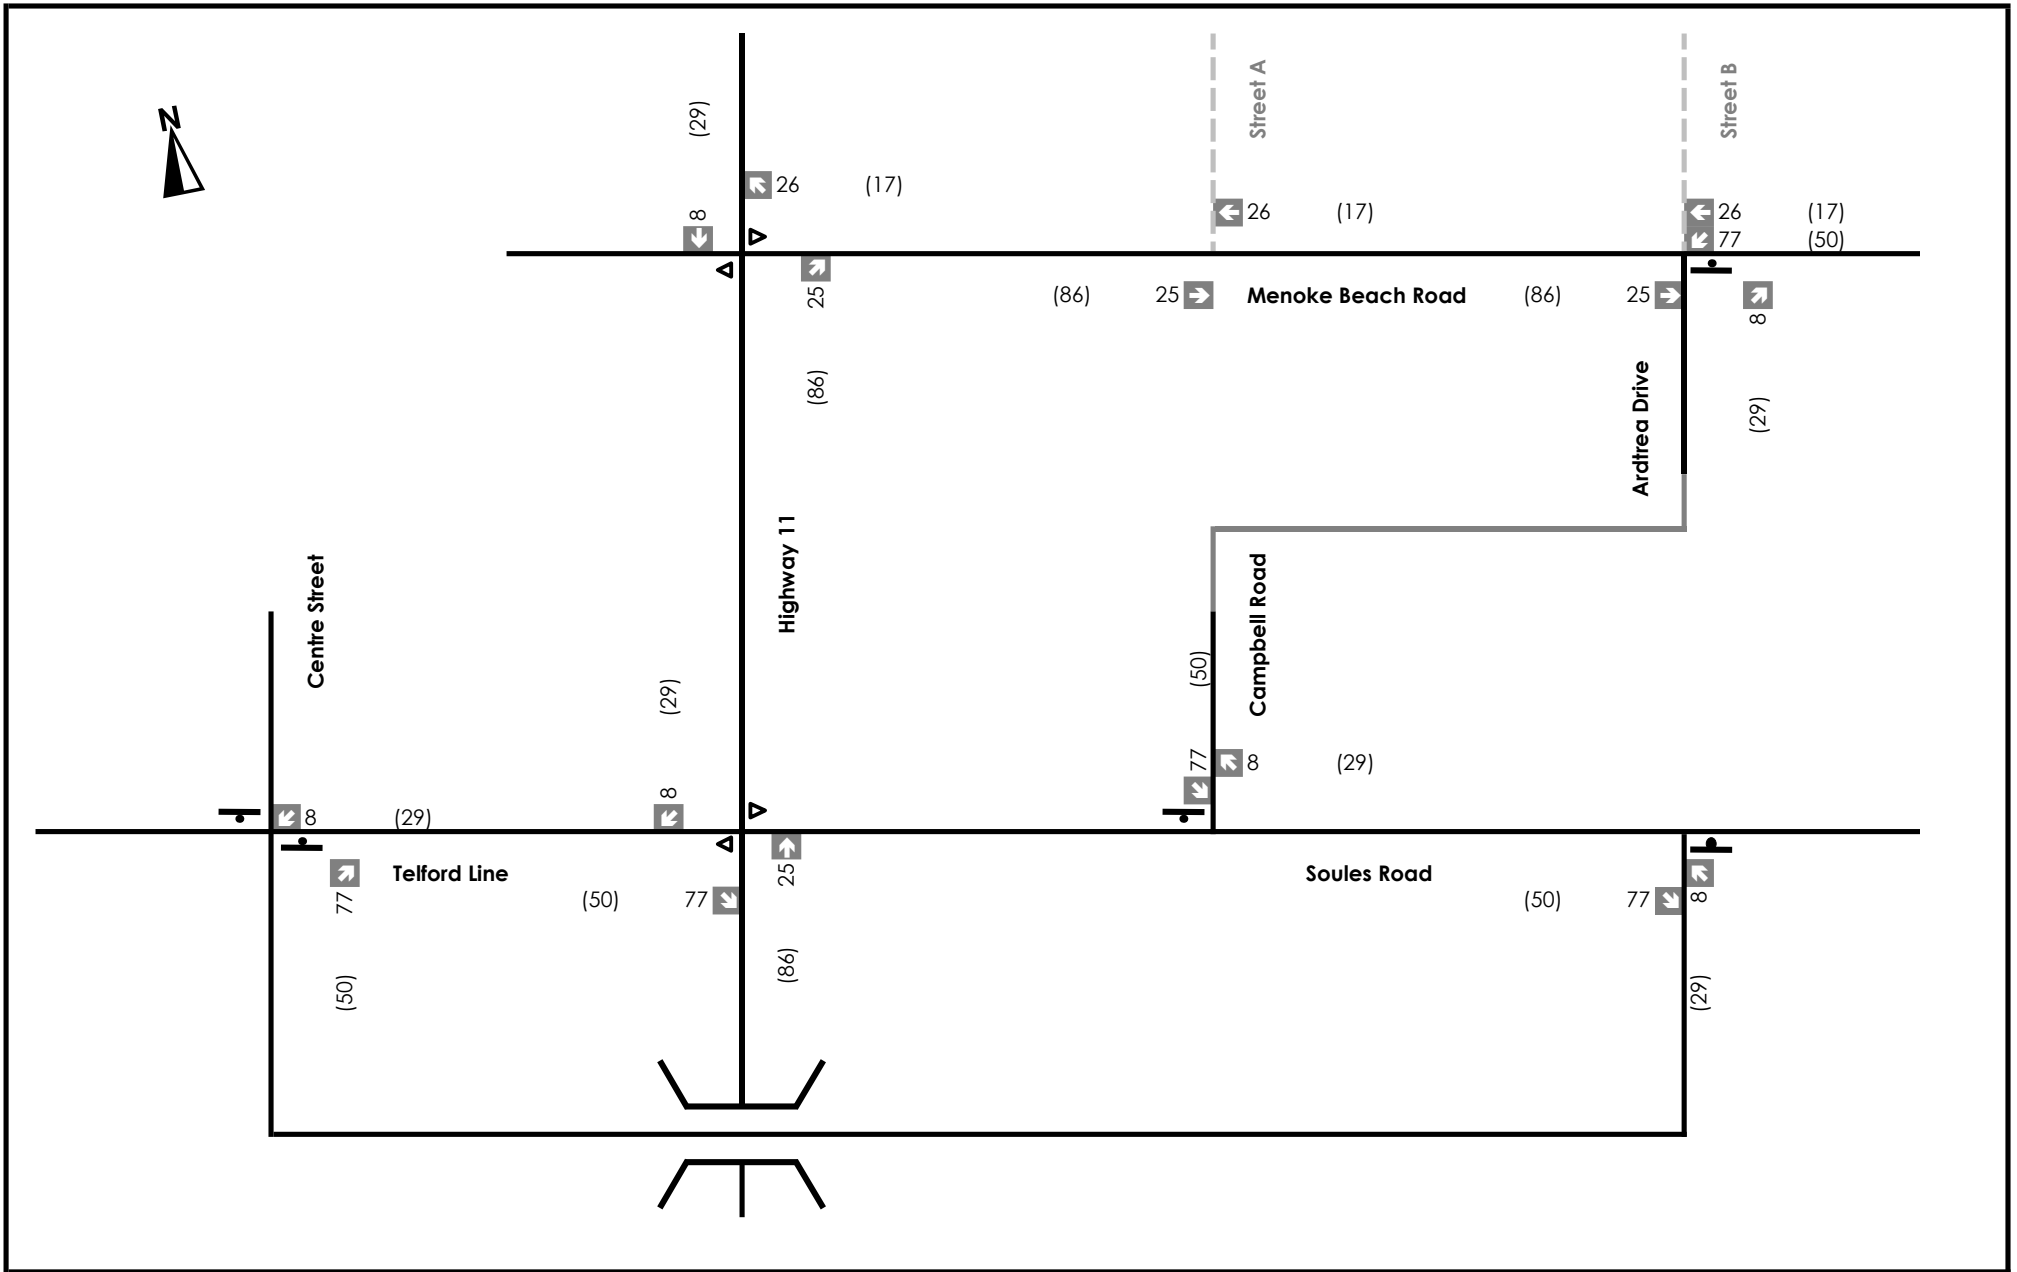 N
(29)
Street A
Street B
26 (17)
8
26 (17)
26 (17)
77 (50)
25
(86)
(86) 25
Menoke Beach Road
(86) 25
8
(29)
Ardtrea Drive
Centre Street
Highway 11
Campbell Road
(29)
(50)
8
77
8 (29)
8 (29)
77
(50)
Telford Line
(50) 77
25
(86)
Soules Road
(50) 77
8
(29)